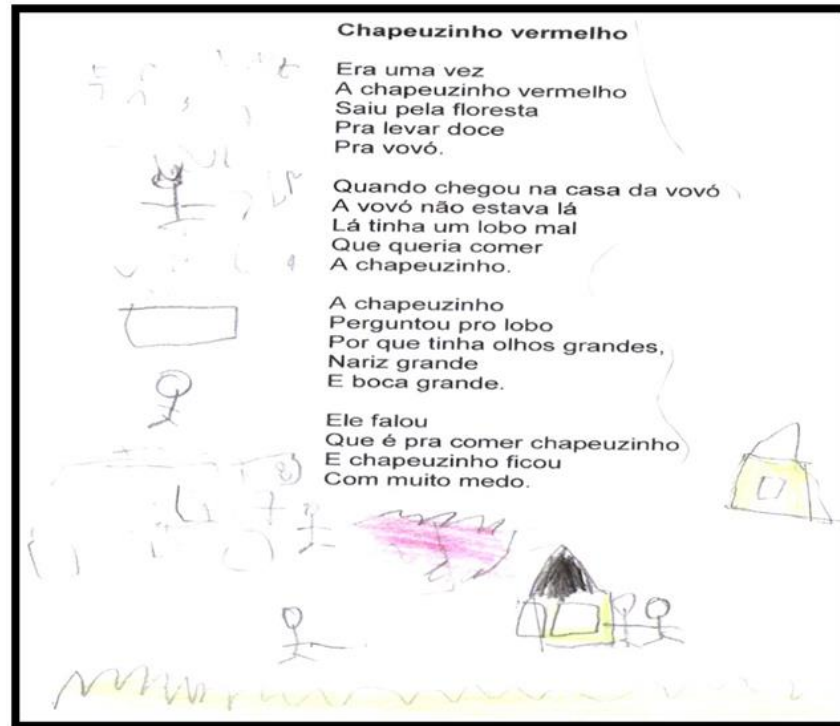 Chapeuzinho vermelho
Era uma vez
A chapeuzinho vermelho
Saiu pela floresta
Pra levar doce
Pra vovó.
Quando chegou na casa da vovó
A vovó não estava lá
Lá tinha um lobo mal
Que queria comer
A chapeuzinho.
A chapeuzinho
Perguntou pro lobo
Por que tinha olhos grandes,
Nariz grande
E boca grande.
Ele falou
Que é pra comer chapeuzinho
E chapeuzinho ficou
Com muito medo.